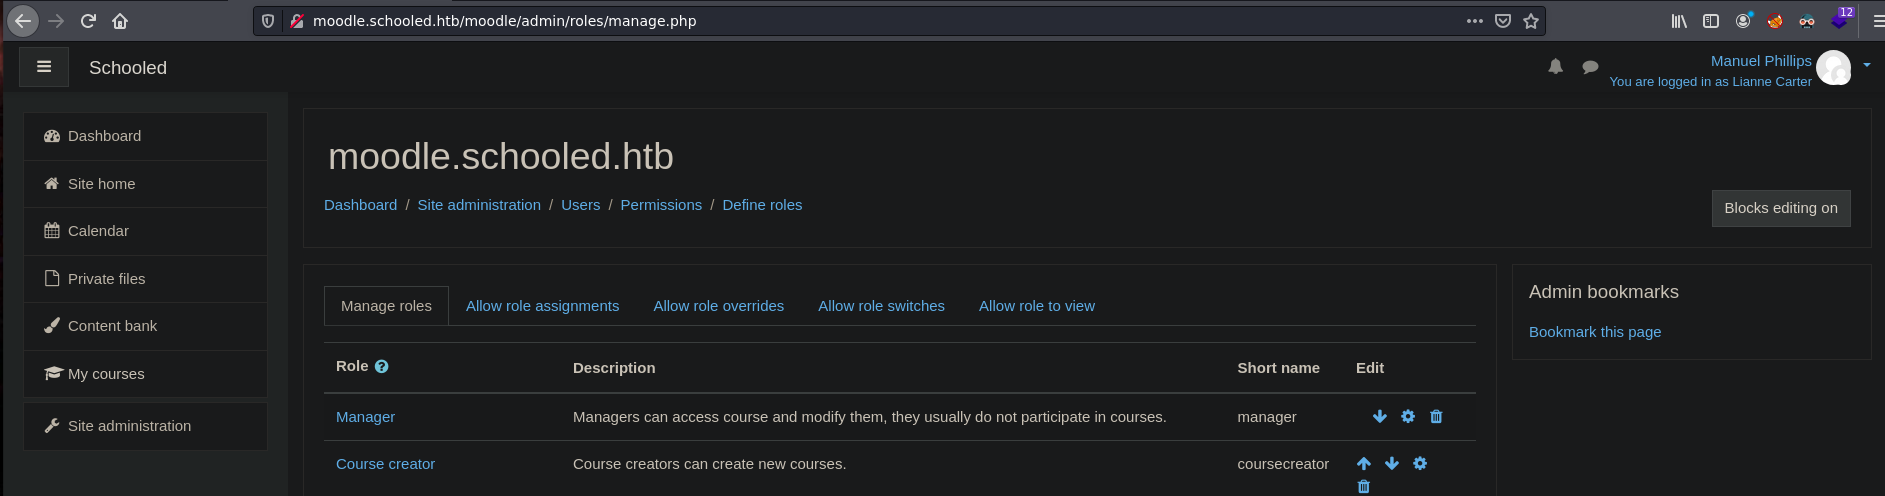 moodle.schooled.htb/moodle/admin/roles/manage.php
12
Schooled
Manuel Phillips
You are logged in as Lianne Carter
Dashboard
Site home
Calendar
Private files
Content bank
My courses
Site administration
moodle.schooled.htb
Dashboard / Site administration / Users / Permissions / Define roles
Blocks editing on
Manage roles Allow role assignments Allow role overrides Allow role switches Allow role to view
Role Description Short name Edit
Manager Managers can access course and modify them, they usually do not participate in courses. manager
Course creator Course creators can create new courses. coursecreator
Admin bookmarks
Bookmark this page